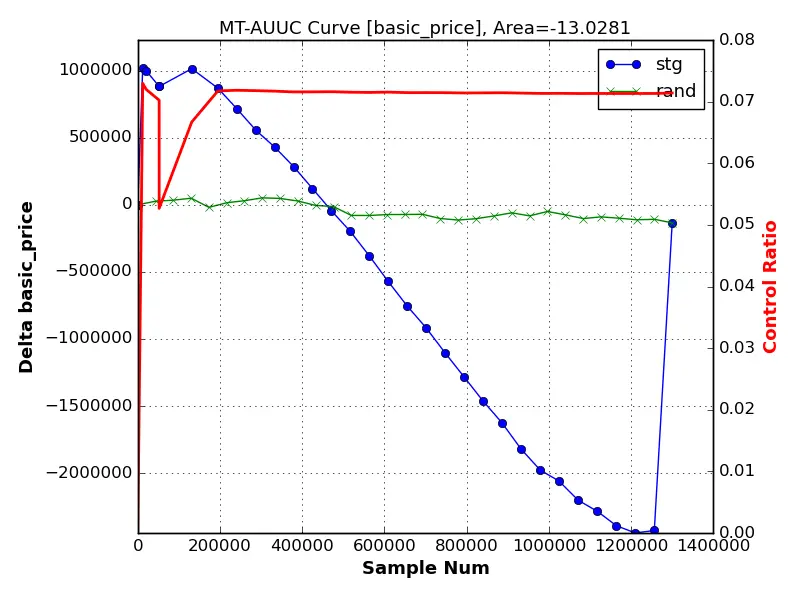 MT-AUUC Curve [basic_price], Area=-13.0281
stg
rand
1000000
500000
0
−500000
−1000000
−1500000
−2000000
Delta basic_price
0.08
0.07
0.06
0.05
0.04
0.03
0.02
0.01
0.00
Control Ratio
0 200000 400000 600000 800000 1000000 1200000 1400000
Sample Num